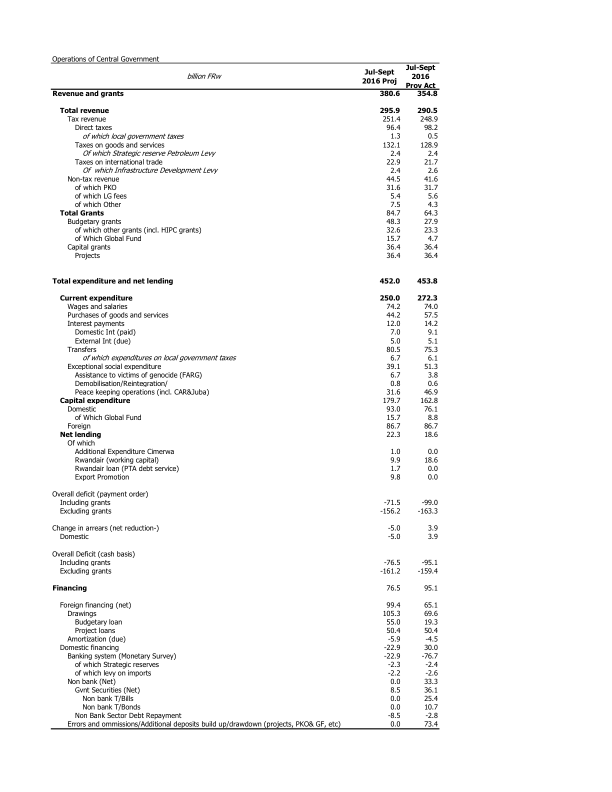 Operations of Central Government
billion FRw
Jul-Sept 2016 Proj
Jul-Sept 2016 Prov Act
Revenue and grants 380.6 354.8
Total revenue 295.9 290.5
Tax revenue 251.4 248.9
Direct taxes 96.4 98.2
of which local government taxes 1.3 0.5
Taxes on goods and services 132.1 128.9
Of which Strategic reserve Petroleum Levy 2.4 2.4
Taxes on international trade 22.9 21.7
Of which Infrastructure Development Levy 2.4 2.6
Non-tax revenue 44.5 41.6
of which PKO 31.6 31.7
of which LG fees 5.4 5.6
of which Other 7.5 4.3
Total Grants 84.7 64.3
Budgetary grants 48.3 27.9
of which other grants (incl. HIPC grants) 32.6 23.3
of Which Global Fund 15.7 4.7
Capital grants 36.4 36.4
Projects 36.4 36.4
Total expenditure and net lending 452.0 453.8
Current expenditure 250.0 272.3
Wages and salaries 74.2 74.0
Purchases of goods and services 44.2 57.5
Interest payments 12.0 14.2
Domestic Int (paid) 7.0 9.1
External Int (due) 5.0 5.1
Transfers 80.5 75.3
of which expenditures on local government taxes 6.7 6.1
Exceptional social expenditure 39.1 51.3
Assistance to victims of genocide (FARG) 6.7 3.8
Demobilisation/Reintegration/ 0.8 0.6
Peace keeping operations (incl. CAR&Juba) 31.6 46.9
Capital expenditure 179.7 162.8
Domestic 93.0 76.1
of Which Global Fund 15.7 8.8
Foreign 86.7 86.7
Net lending 22.3 18.6
Of which
Additional Expenditure Cimerwa 1.0 0.0
Rwandair (working capital) 9.9 18.6
Rwandair loan (PTA debt service) 1.7 0.0
Export Promotion 9.8 0.0
Overall deficit (payment order)
Including grants -71.5 -99.0
Excluding grants -156.2 -163.3
Change in arrears (net reduction-) -5.0 3.9
Domestic -5.0 3.9
Overall Deficit (cash basis)
Including grants -76.5 -95.1
Excluding grants -161.2 -159.4
Financing 76.5 95.1
Foreign financing (net) 99.4 65.1
Drawings 105.3 69.6
Budgetary loan 55.0 19.3
Project loans 50.4 50.4
Amortization (due) -5.9 -4.5
Domestic financing -22.9 30.0
Banking system (Monetary Survey) -22.9 -76.7
of which Strategic reserves -2.3 -2.4
of which levy on imports -2.2 -2.6
Non bank (Net) 0.0 33.3
Gvnt Securities (Net) 8.5 36.1
Non bank T/Bills 0.0 25.4
Non bank T/Bonds 0.0 10.7
Non Bank Sector Debt Repayment -8.5 -2.8
Errors and ommissions/Additional deposits build up/drawdown (projects, PKO& GF, etc) 0.0 73.4